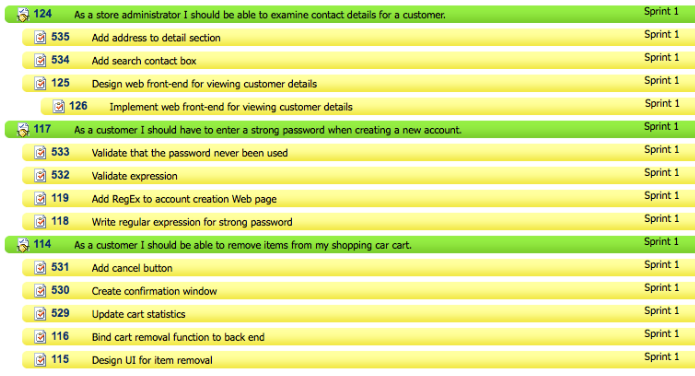 124 As a store administrator I should be able to examine contact details for a customer. Sprint 1
535 Add address to detail section Sprint 1
534 Add search contact box Sprint 1
125 Design web front-end for viewing customer details Sprint 1
126 Implement web front-end for viewing customer details Sprint 1
117 As a customer I should have to enter a strong password when creating a new account. Sprint 1
533 Validate that the password never been used Sprint 1
532 Validate expression Sprint 1
119 Add RegEx to account creation Web page Sprint 1
118 Write regular expression for strong password Sprint 1
114 As a customer I should be able to remove items from my shopping car cart. Sprint 1
531 Add cancel button Sprint 1
530 Create confirmation window Sprint 1
529 Update cart statistics Sprint 1
116 Bind cart removal function to back end Sprint 1
115 Design UI for item removal Sprint 1